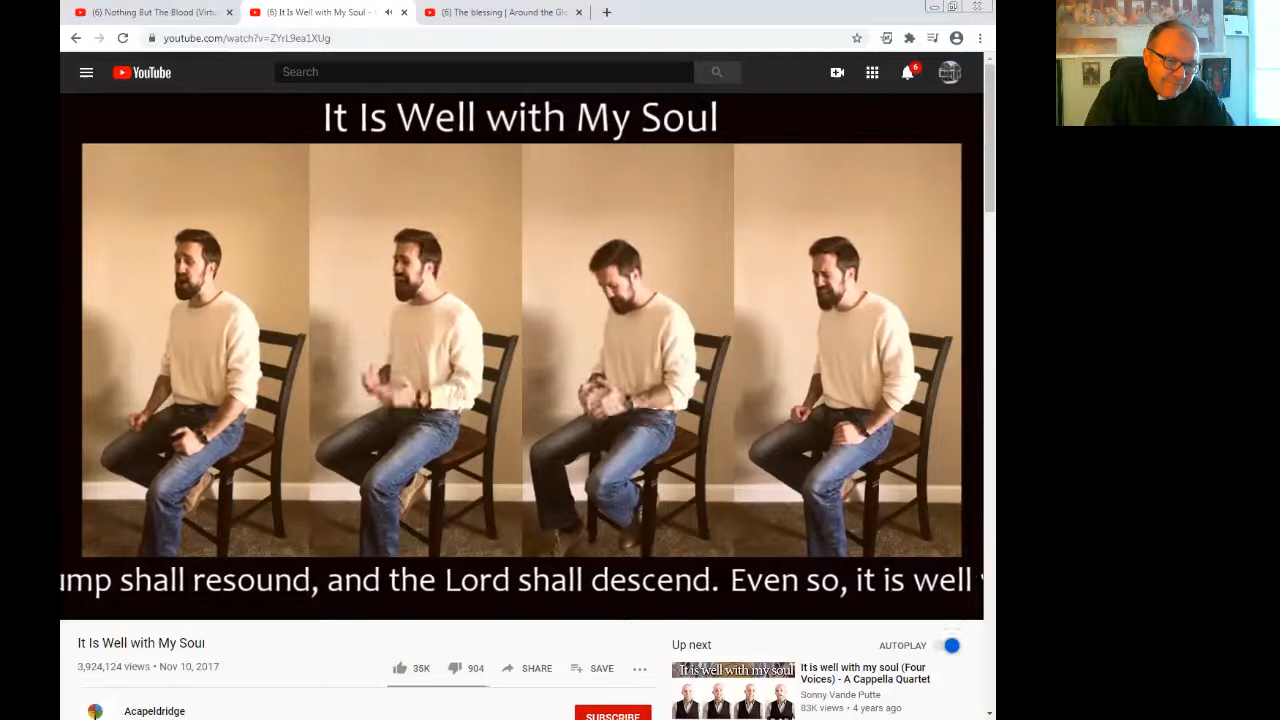 (6) Nothing But The Blood (Virtu
(6) It Is Well with My Soul -
(6) The blessing | Around the Glo
youtube.com/watch?v=ZYrL9ea1XUg
YouTube
Search
6
It Is Well with My Soul
ump shall resound, and the Lord shall descend. Even so, it is well
It Is Well with My Soul
3,924,124 views • Nov 10, 2017
35K
904
SHARE
SAVE
Acapeldridge
SUBSCRIBE
Up next
AUTOPLAY
It is well with my soul
It is well with my soul (Four
Voices) - A Cappella Quartet
Sonny Vande Putte
83K views • 4 years ago